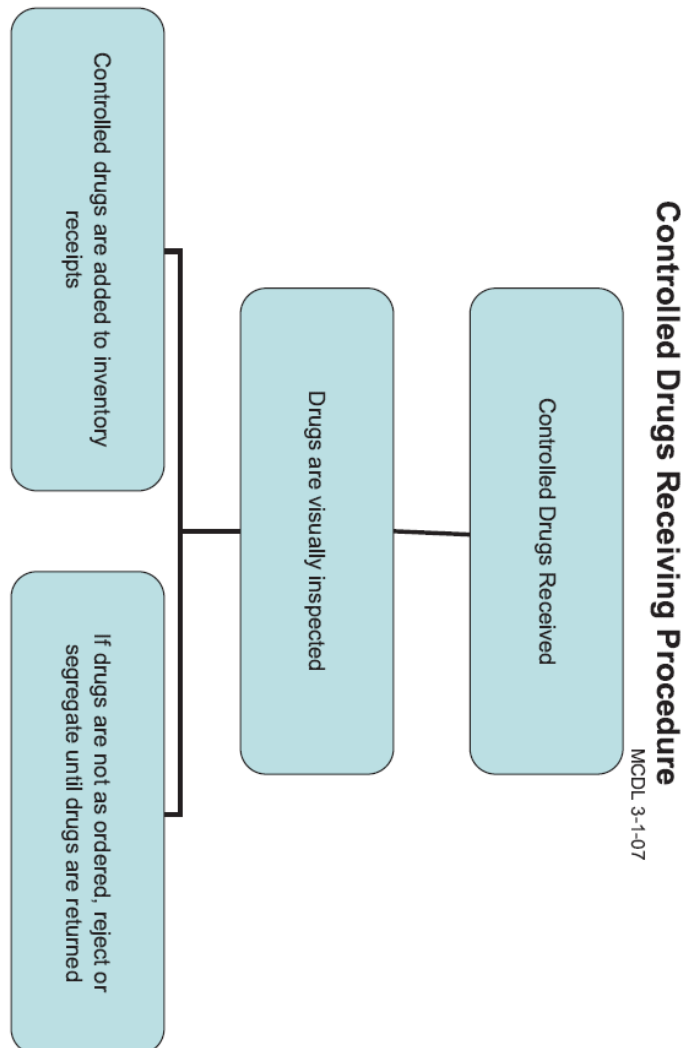 Controlled Drugs Receiving Procedure
MCDL 3-1-07
Controlled Drugs Received
Drugs are visually inspected
Controlled drugs are added to inventory
receipts
If drugs are not as ordered, reject or
segregate until drugs are returned